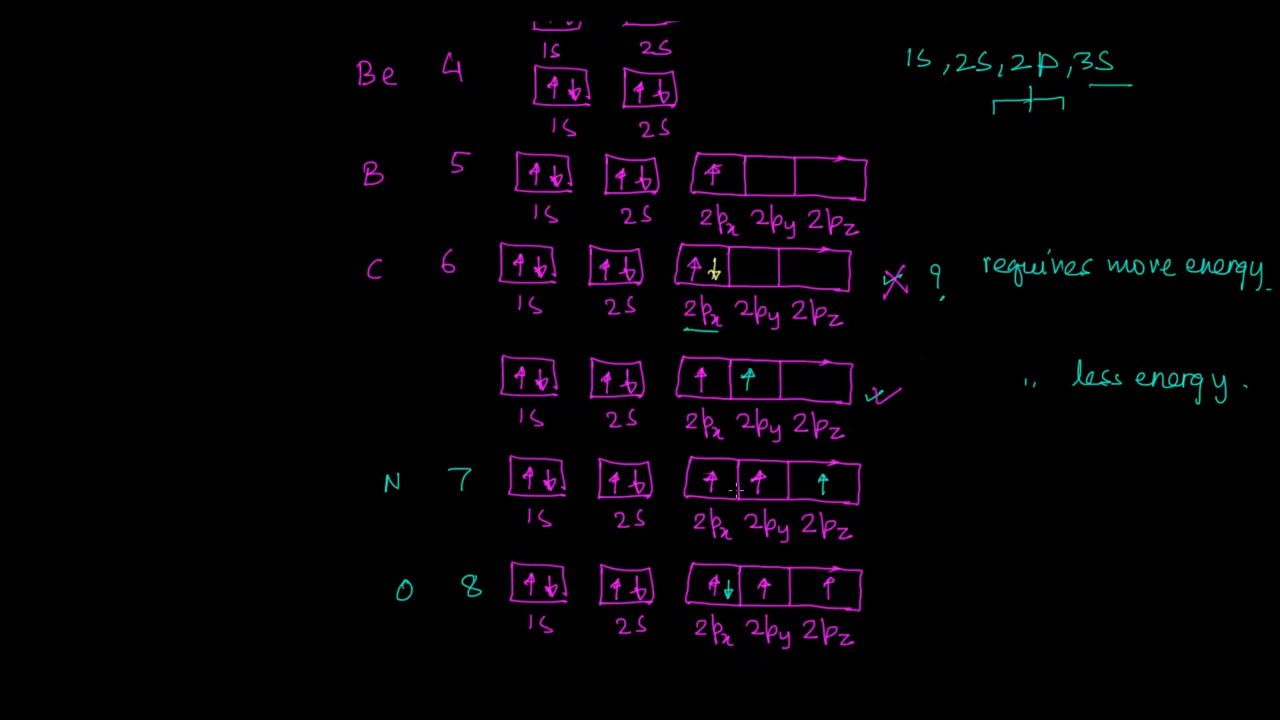 1S 2S
Be 4 ↑↓ ↑↓ 1S, 2S, 2P, 3S
1S 2S
B 5 ↑↓ ↑↓ ↑
1S 2S 2px 2py 2pz
C 6 ↑↓ ↑↓ ↑↓ ✗ ? requires more energy.
1S 2S 2px 2py 2pz
↑↓ ↑↓ ↑ ↑ ✓ ,, less energy.
1S 2S 2px 2py 2pz
N 7 ↑↓ ↑↓ ↑ ↑ ↑
1S 2S 2px 2py 2pz
O 8 ↑↓ ↑↓ ↑↓ ↑ ↑
1S 2S 2px 2py 2pz